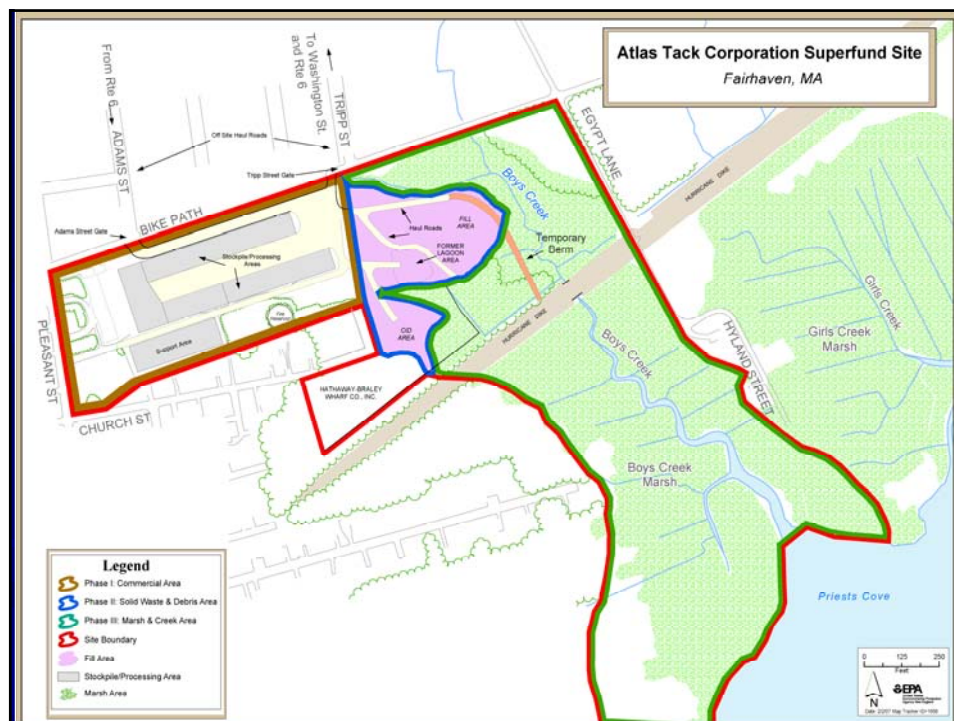 Atlas Tack Corporation Superfund Site
Fairhaven, MA
From Rte 6
To Washington St.
and Rte 6
ADAMS ST
TRIPP ST
Off Site Haul Roads
Tripp Street Gate
EGYPT LANE
HURRICANE DIKE
BIKE PATH
Adams Street Gate
Boys Creek
Haul Roads
FILL
AREA
Stockpile/Processing
Areas
FORMER
LAGOON
AREA
Temporary
Berm
PLEASANT ST
Support Area
CID
AREA
HURRICANE DIKE
Boys Creek
HYLAND STREET
Girls Creek
Girls Creek
Marsh
HATHAWAY-BRALEY
WHARF CO., INC.
CHURCH ST
Boys Creek
Marsh
Priests Cove
Legend
Phase I: Commercial Area
Phase II: Solid Waste & Debris Area
Phase III: Marsh & Creek Area
Site Boundary
Fill Area
Stockpile/Processing Area
Marsh Area
0 125 250
Feet
N
EPA